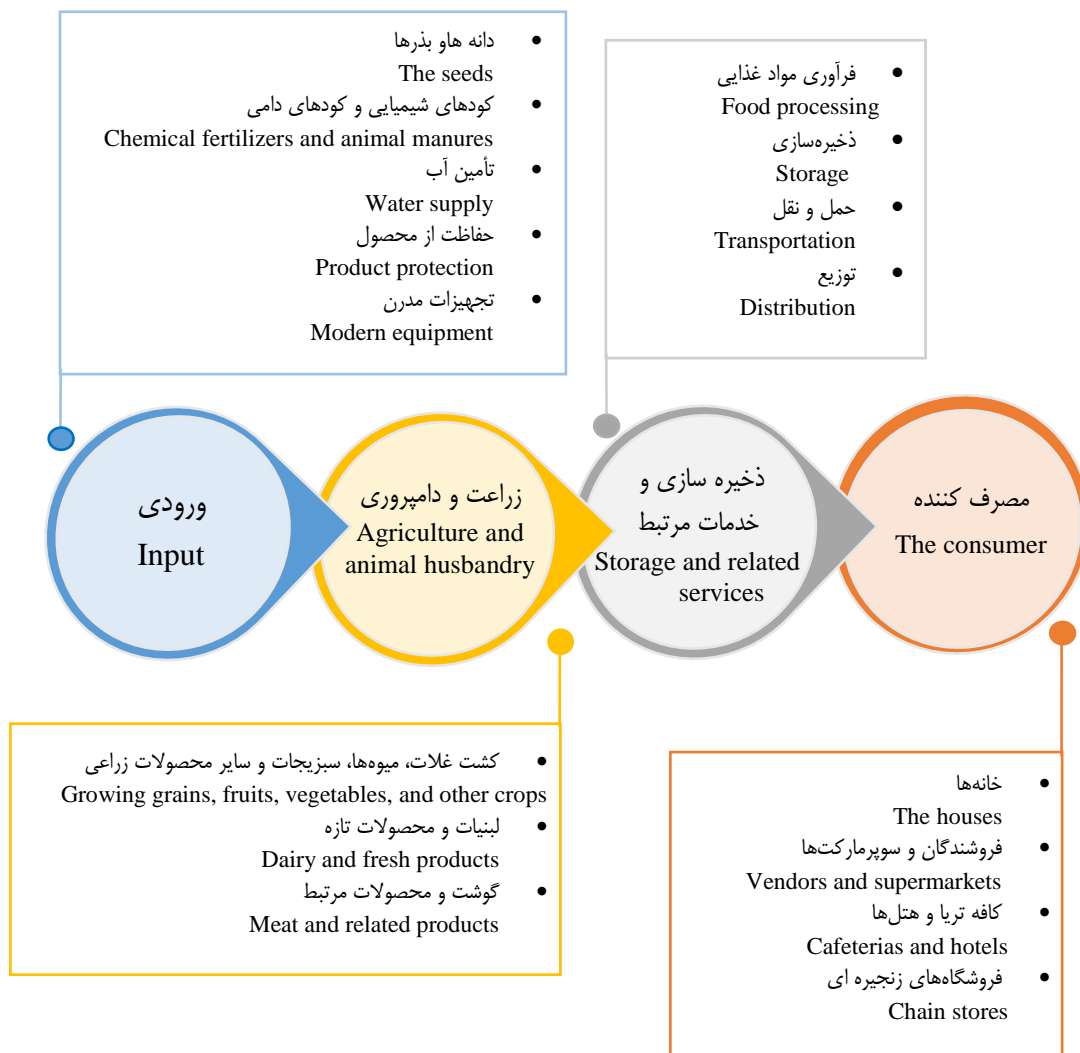 دانه هاو بذرها
The seeds
کودهای شیمیایی و کودهای دامی
Chemical fertilizers and animal manures
تأمین آب
Water supply
حفاظت از محصول
Product protection
تجهیزات مدرن
Modern equipment
فرآوری مواد غذایی
Food processing
ذخیره‌سازی
Storage
حمل و نقل
Transportation
توزیع
Distribution
ورودی
Input
زراعت و دامپروری
Agriculture and
animal husbandry
ذخیره سازی و
خدمات مرتبط
Storage and related
services
مصرف کننده
The consumer
کشت غلات، میوه‌ها، سبزیجات و سایر محصولات زراعی
Growing grains, fruits, vegetables, and other crops
لبنیات و محصولات تازه
Dairy and fresh products
گوشت و محصولات مرتبط
Meat and related products
خانه‌ها
The houses
فروشندگان و سوپرمارکت‌ها
Vendors and supermarkets
کافه تریا و هتل‌ها
Cafeterias and hotels
فروشگاه‌های زنجیره ای
Chain stores